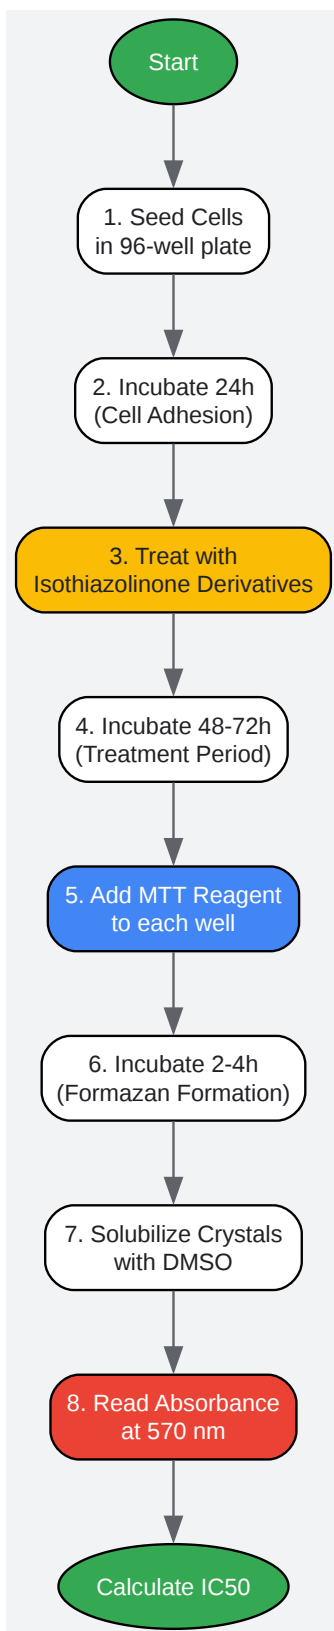 Start
1. Seed Cells
in 96-well plate
2. Incubate 24h
(Cell Adhesion)
3. Treat with
Isothiazolinone Derivatives
4. Incubate 48-72h
(Treatment Period)
5. Add MTT Reagent
to each well
6. Incubate 2-4h
(Formazan Formation)
7. Solubilize Crystals
with DMSO
8. Read Absorbance
at 570 nm
Calculate IC50